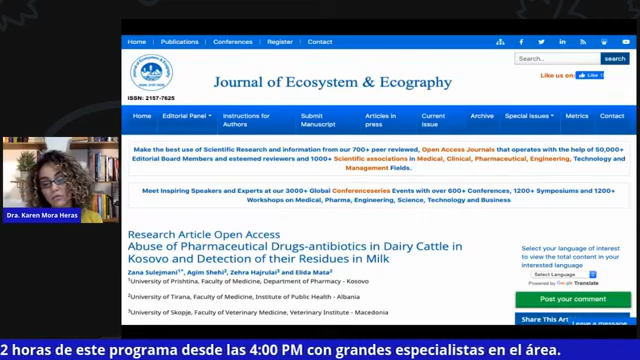 Home Publications Conferences Register Contact
Search... search
Like us on: Like
ISSN: 2157-7625
Journal of Ecosystem & Ecography
Home Editorial Panel Instructions for Authors Submit Manuscript Articles in press Current Issue Archive Special Issues Metrics Contact
Make the best use of Scientific Research and information from our 700+ peer reviewed, Open Access Journals that operates with the help of 50,000+
Editorial Board Members and esteemed reviewers and 1000+ Scientific associations in Medical, Clinical, Pharmaceutical, Engineering, Technology and
Management Fields.
Meet Inspiring Speakers and Experts at our 3000+ Global Conferenceseries Events with over 600+ Conferences, 1200+ Symposiums and 1200+
Workshops on Medical, Pharma, Engineering, Science, Technology and Business
Dra. Karen Mora Heras
Research Article Open Access
Abuse of Pharmaceutical Drugs-antibiotics in Dairy Cattle in
Kosovo and Detection of their Residues in Milk
Zana Sulejmani1*, Agim Shehi2, Zehra Hajrulai3 and Elida Mata2
1University of Prishtina, Faculty of Medicine, Department of Pharmacy - Kosovo
2University of Tirana, Faculty of Medicine, Institute of Public Health - Albania
3University of Skopje, Faculty of Veterinary Medicine, Veterinary Institute - Macedonia
Select your language of interest
to view the total content in your
interested language
Select Language
Powered by Google Translate
Post your comment
Share This Art
Leave a message
2 horas de este programa desde las 4:00 PM con grandes especialistas en el área.